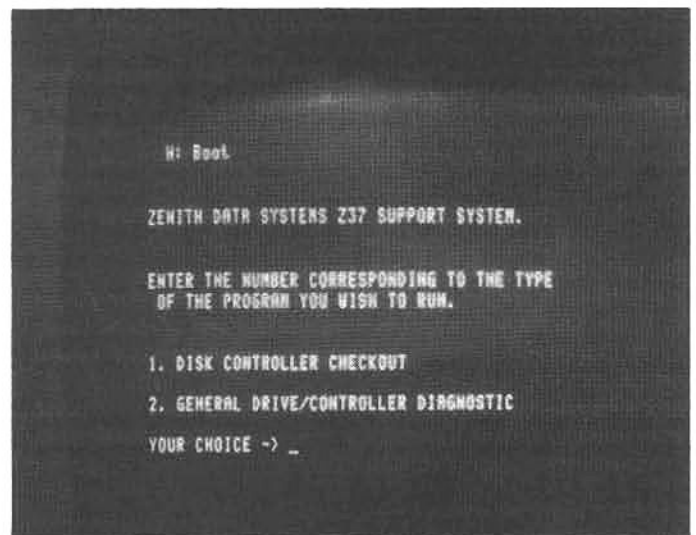 H: Boot
ZENITH DATA SYSTEMS Z37 SUPPORT SYSTEM.
ENTER THE NUMBER CORRESPONDING TO THE TYPE
OF THE PROGRAM YOU WISH TO RUN.
1. DISK CONTROLLER CHECKOUT
2. GENERAL DRIVE/CONTROLLER DIAGNOSTIC
YOUR CHOICE -> _